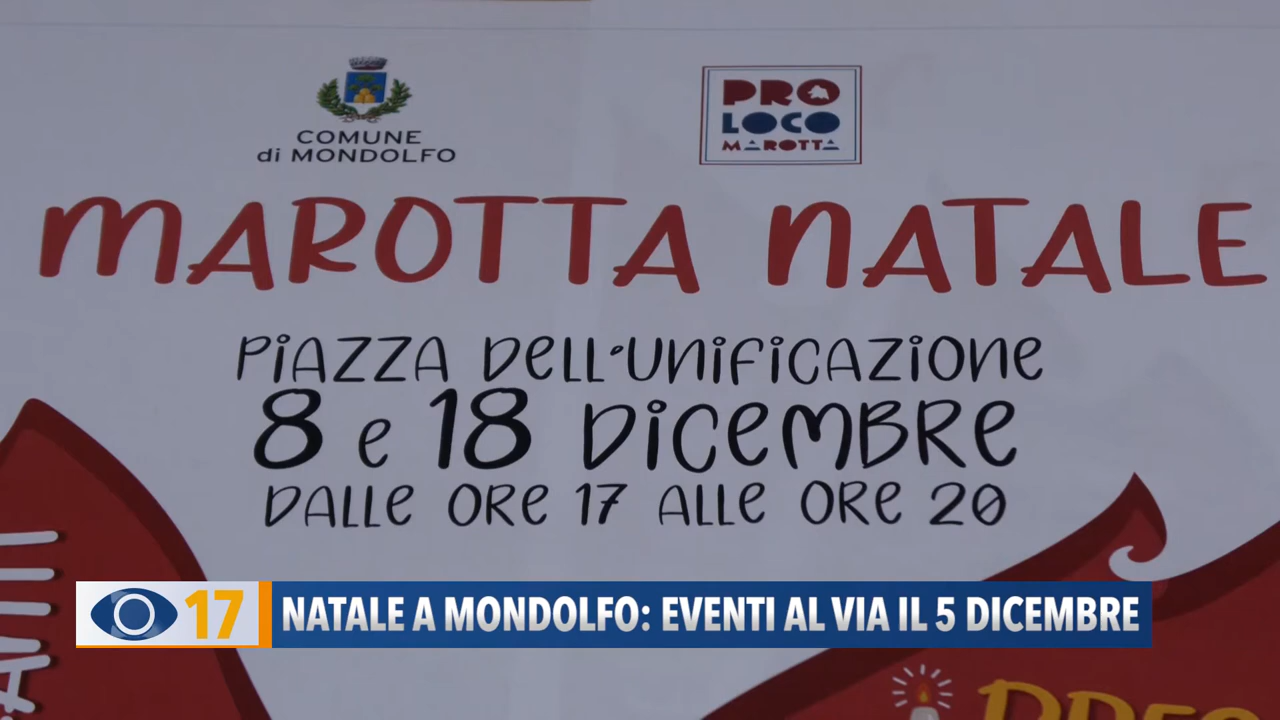 COMUNE
di MONDOLFO
PRO
LOCO
MAROTTA
MAROTTA NATALE
PIAZZA DELL'UNIFICAZIONE
8 e 18 DICEMBRE
DALLE ORE 17 ALLE ORE 20
17
NATALE A MONDOLFO: EVENTI AL VIA IL 5 DICEMBRE